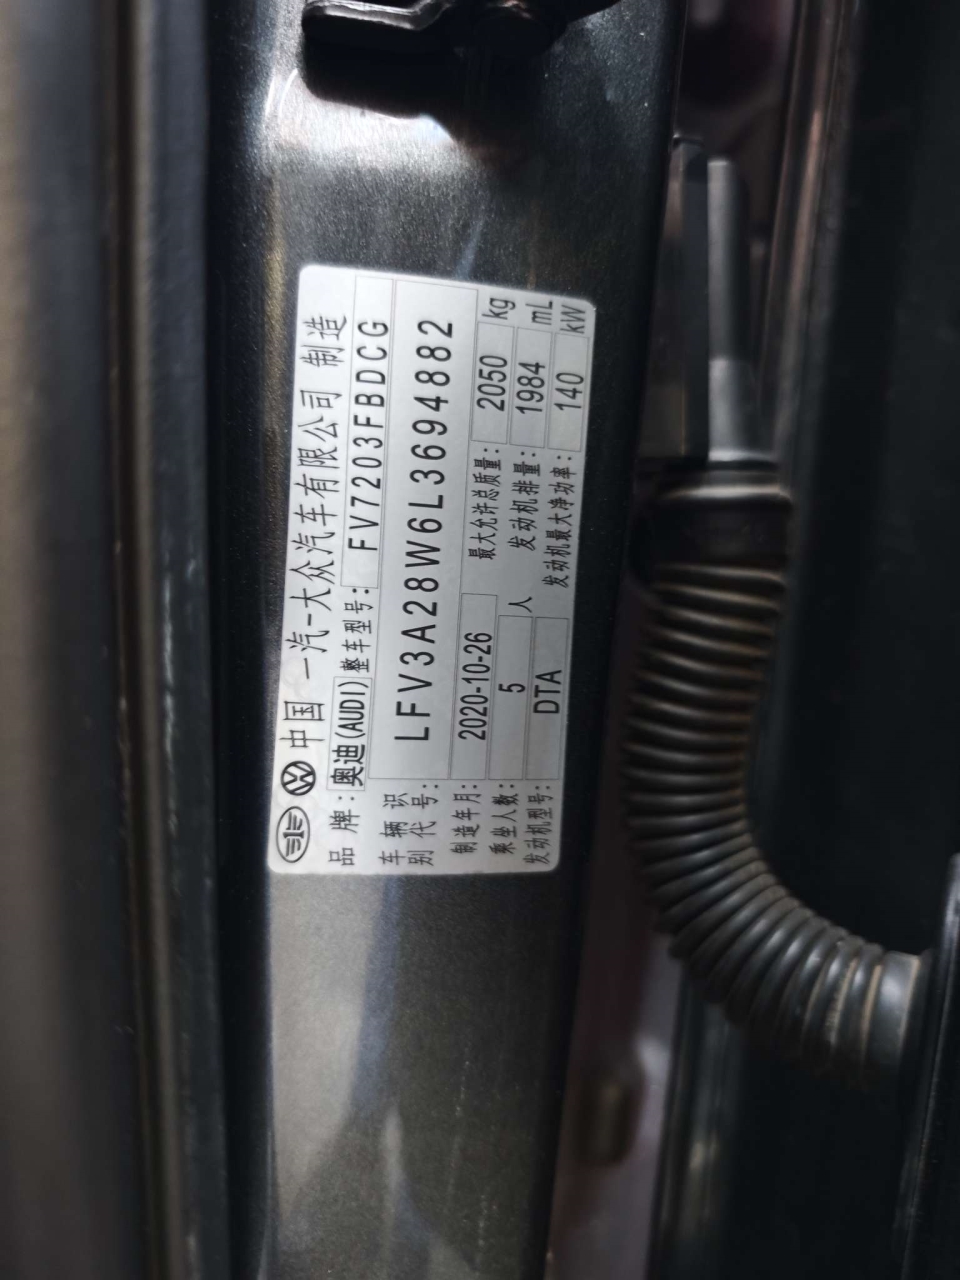 中国一汽-大众汽车有限公司 制造
品牌：奥迪(AUDI) 整车型号：FV7203FBDCG
车辆识别代号：LFV3A28W6L3694882
制造年月：2020-10-26 最大允许总质量：2050 kg
乘坐人数：5 人 发动机排量：1984 mL
发动机型号：DTA 发动机最大净功率：140 kW